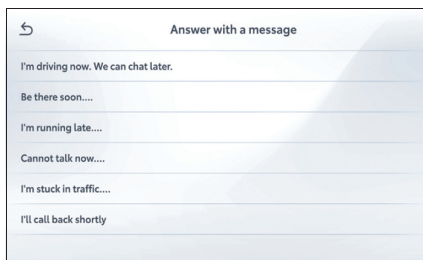 Answer with a message
I'm driving now. We can chat later.
Be there soon....
I'm running late....
Cannot talk now....
I'm stuck in traffic....
I'll call back shortly